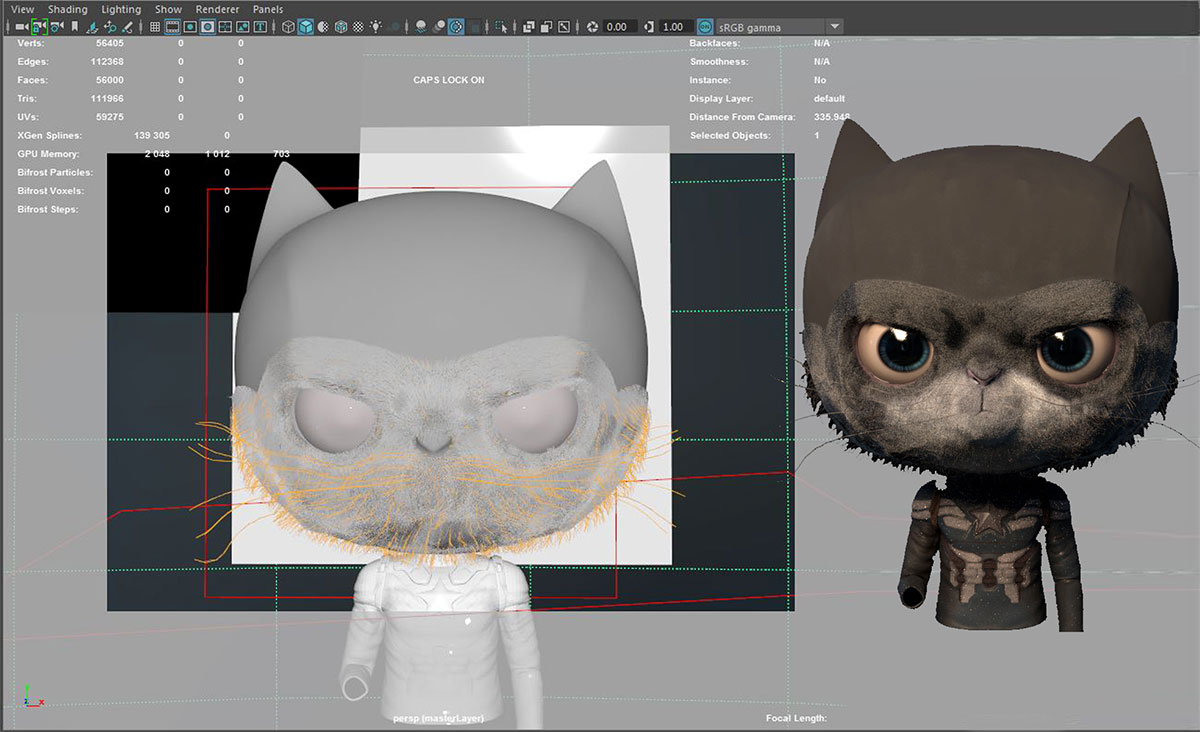 View Shading Lighting Show Renderer Panels
0.00 1.00 ON sRGB gamma
Verts: 56405 0 0
Edges: 112368 0 0
Faces: 56000 0 0
Tris: 111966 0 0
UVs: 59275 0 0
XGen Splines: 139 305 0
GPU Memory: 2 048 1 012 703
Bifrost Particles: 0 0
Bifrost Voxels: 0 0
Bifrost Steps: 0 0
CAPS LOCK ON
Backfaces: N/A
Smoothness: N/A
Instance: No
Display Layer: default
Distance From Camera: 335.948
Selected Objects: 1
y
z x
persp (masterLayer)
Focal Length: